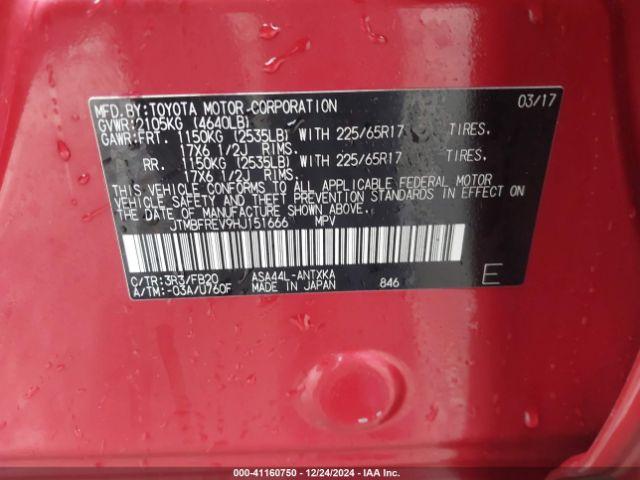 MFD.BY:TOYOTA MOTOR CORPORATION 03/17
GVWR:2105KG (4640LB)
GAWR:FRT. 1150KG (2535LB) WITH 225/65R17 TIRES.
17X6 1/2J RIMS.
RR. 1150KG (2535LB) WITH 225/65R17 TIRES.
17X6 1/2J RIMS.
THIS VEHICLE CONFORMS TO ALL APPLICABLE FEDERAL MOTOR
VEHICLE SAFETY AND THEFT PREVENTION STANDARDS IN EFFECT ON
THE DATE OF MANUFACTURE SHOWN ABOVE.
JTMBFREV9HJ151666 MPV
C/TR:3R3/FB20 ASA44L-ANTXKA
A/TM:-03A/U760F MADE IN JAPAN 846 E
000-41160750 - 12/24/2024 - IAAI.CA